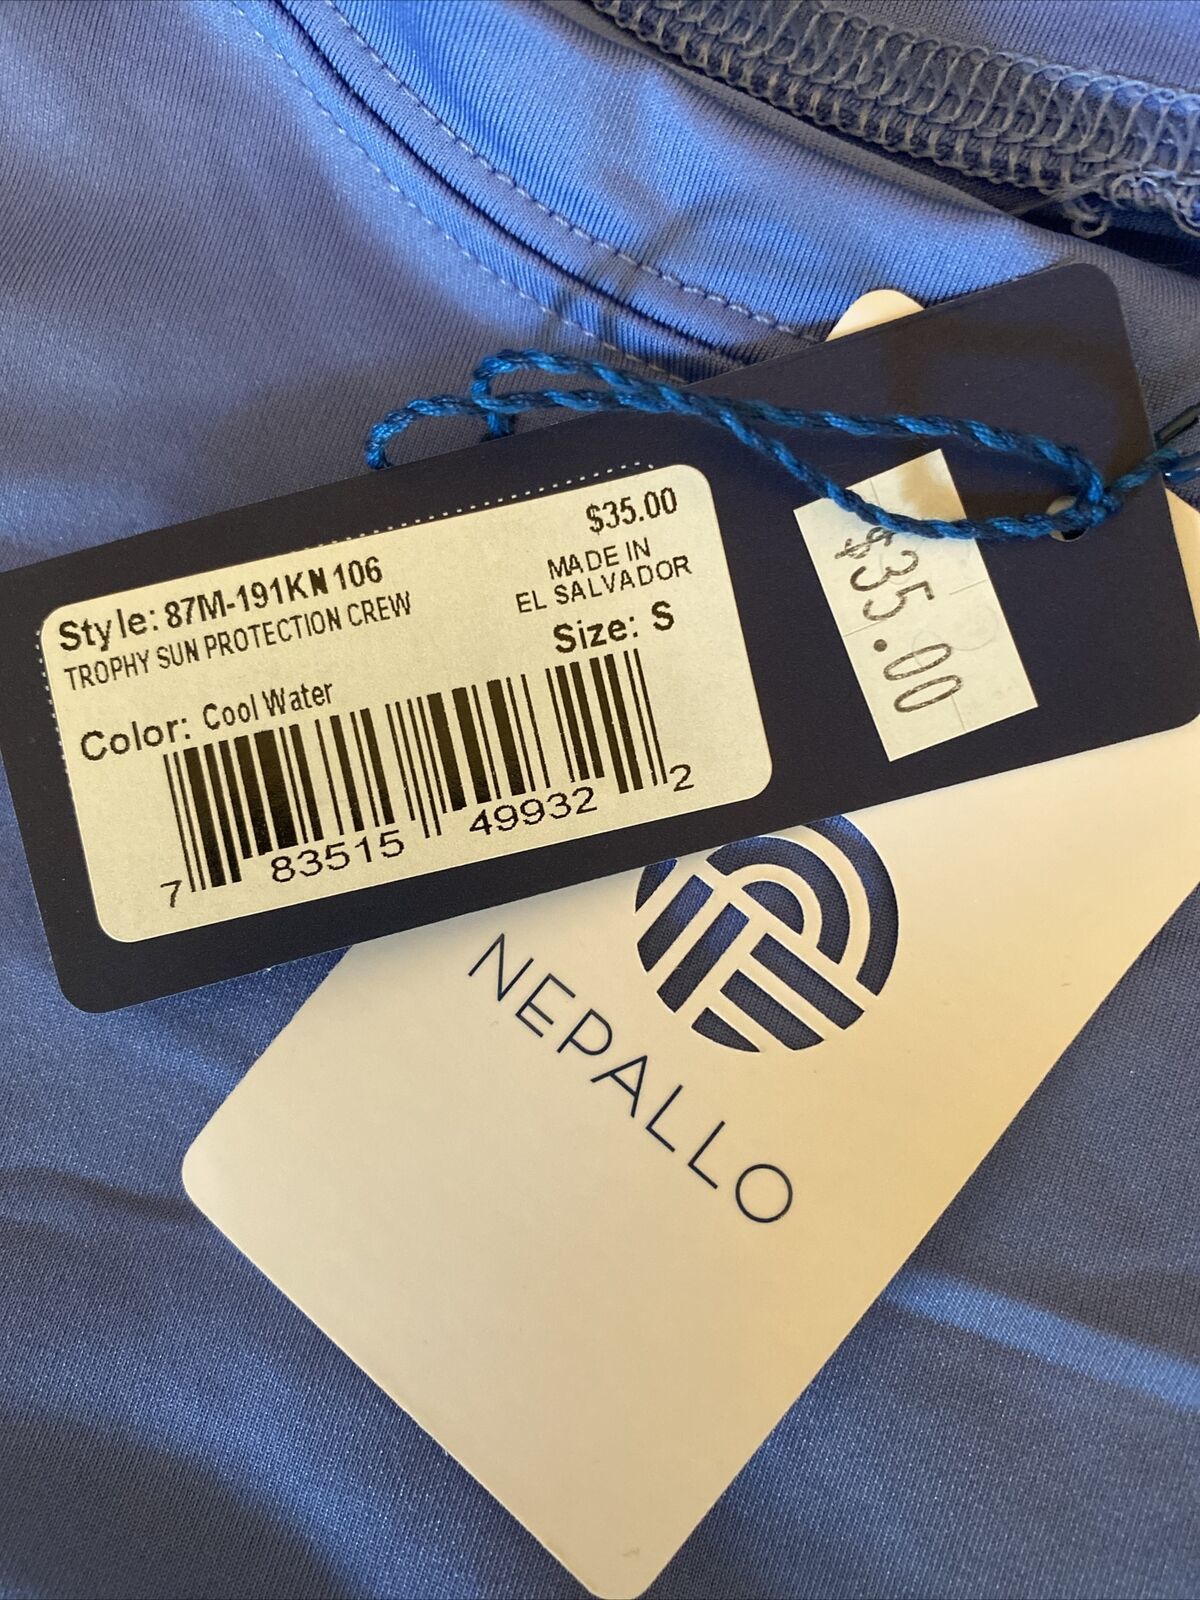 $35.00
Style: 87M-191KN106
MADE IN
EL SALVADOR
TROPHY SUN PROTECTION CREW
Size: S
Color: Cool Water
7 83515 49932 2
$35.00
NEPALLO